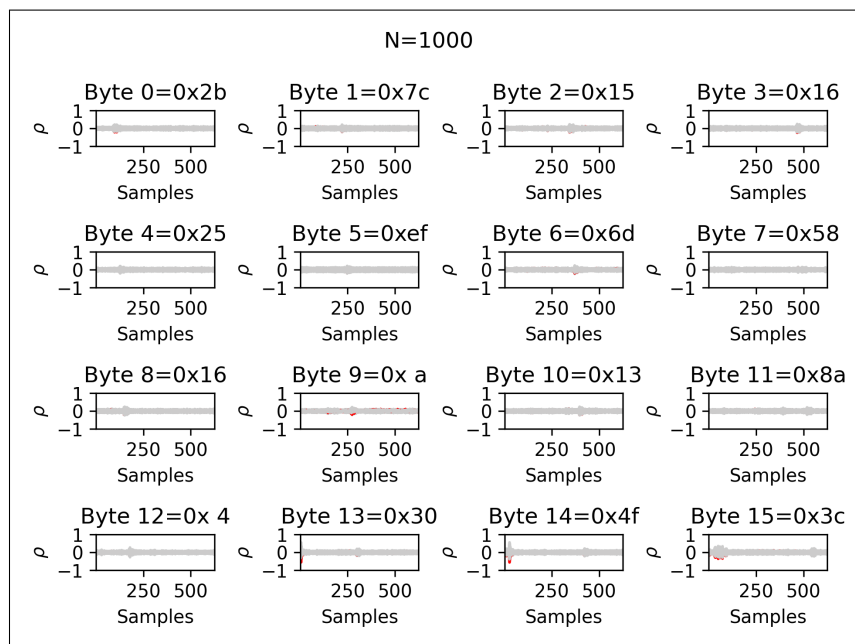 N=1000
Byte 0=0x2b Byte 1=0x7c Byte 2=0x15 Byte 3=0x16
1 1 1 1
ρ 0 ρ 0 ρ 0 ρ 0
−1 −1 −1 −1
250 500 250 500 250 500 250 500
Samples Samples Samples Samples
Byte 4=0x25 Byte 5=0xef Byte 6=0x6d Byte 7=0x58
1 1 1 1
ρ 0 ρ 0 ρ 0 ρ 0
−1 −1 −1 −1
250 500 250 500 250 500 250 500
Samples Samples Samples Samples
Byte 8=0x16 Byte 9=0x a Byte 10=0x13 Byte 11=0x8a
1 1 1 1
ρ 0 ρ 0 ρ 0 ρ 0
−1 −1 −1 −1
250 500 250 500 250 500 250 500
Samples Samples Samples Samples
Byte 12=0x 4 Byte 13=0x30 Byte 14=0x4f Byte 15=0x3c
1 1 1 1
ρ 0 ρ 0 ρ 0 ρ 0
−1 −1 −1 −1
250 500 250 500 250 500 250 500
Samples Samples Samples Samples